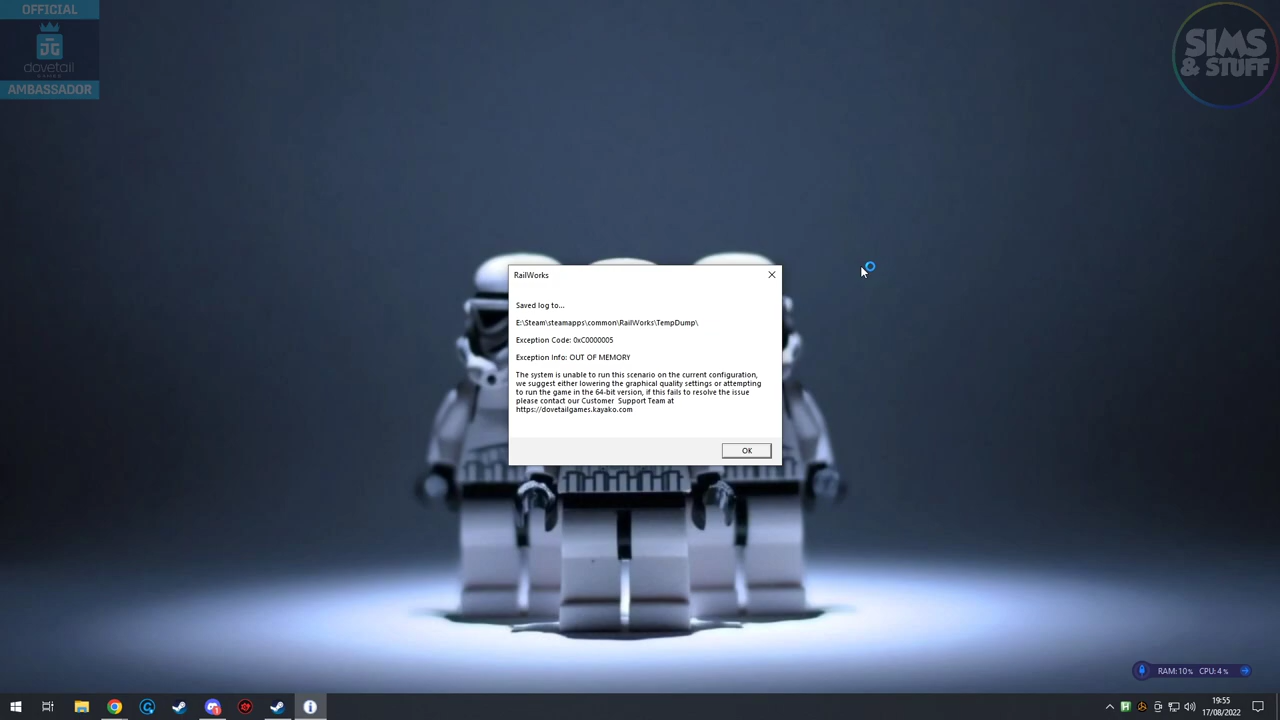 OFFICIAL
dovetail
GAMES
AMBASSADOR
SIMS
& STUFF
RailWorks
Saved log to...
E:\Steam\steamapps\common\RailWorks\TempDump\
Exception Code: 0xC0000005
Exception Info: OUT OF MEMORY
The system is unable to run this scenario on the current configuration,
we suggest either lowering the graphical quality settings or attempting
to run the game in the 64-bit version, if this fails to resolve the issue
please contact our Customer  Support Team at
https://dovetailgames.kayako.com
OK
RAM: 10% CPU: 4%
19:55
17/08/2022